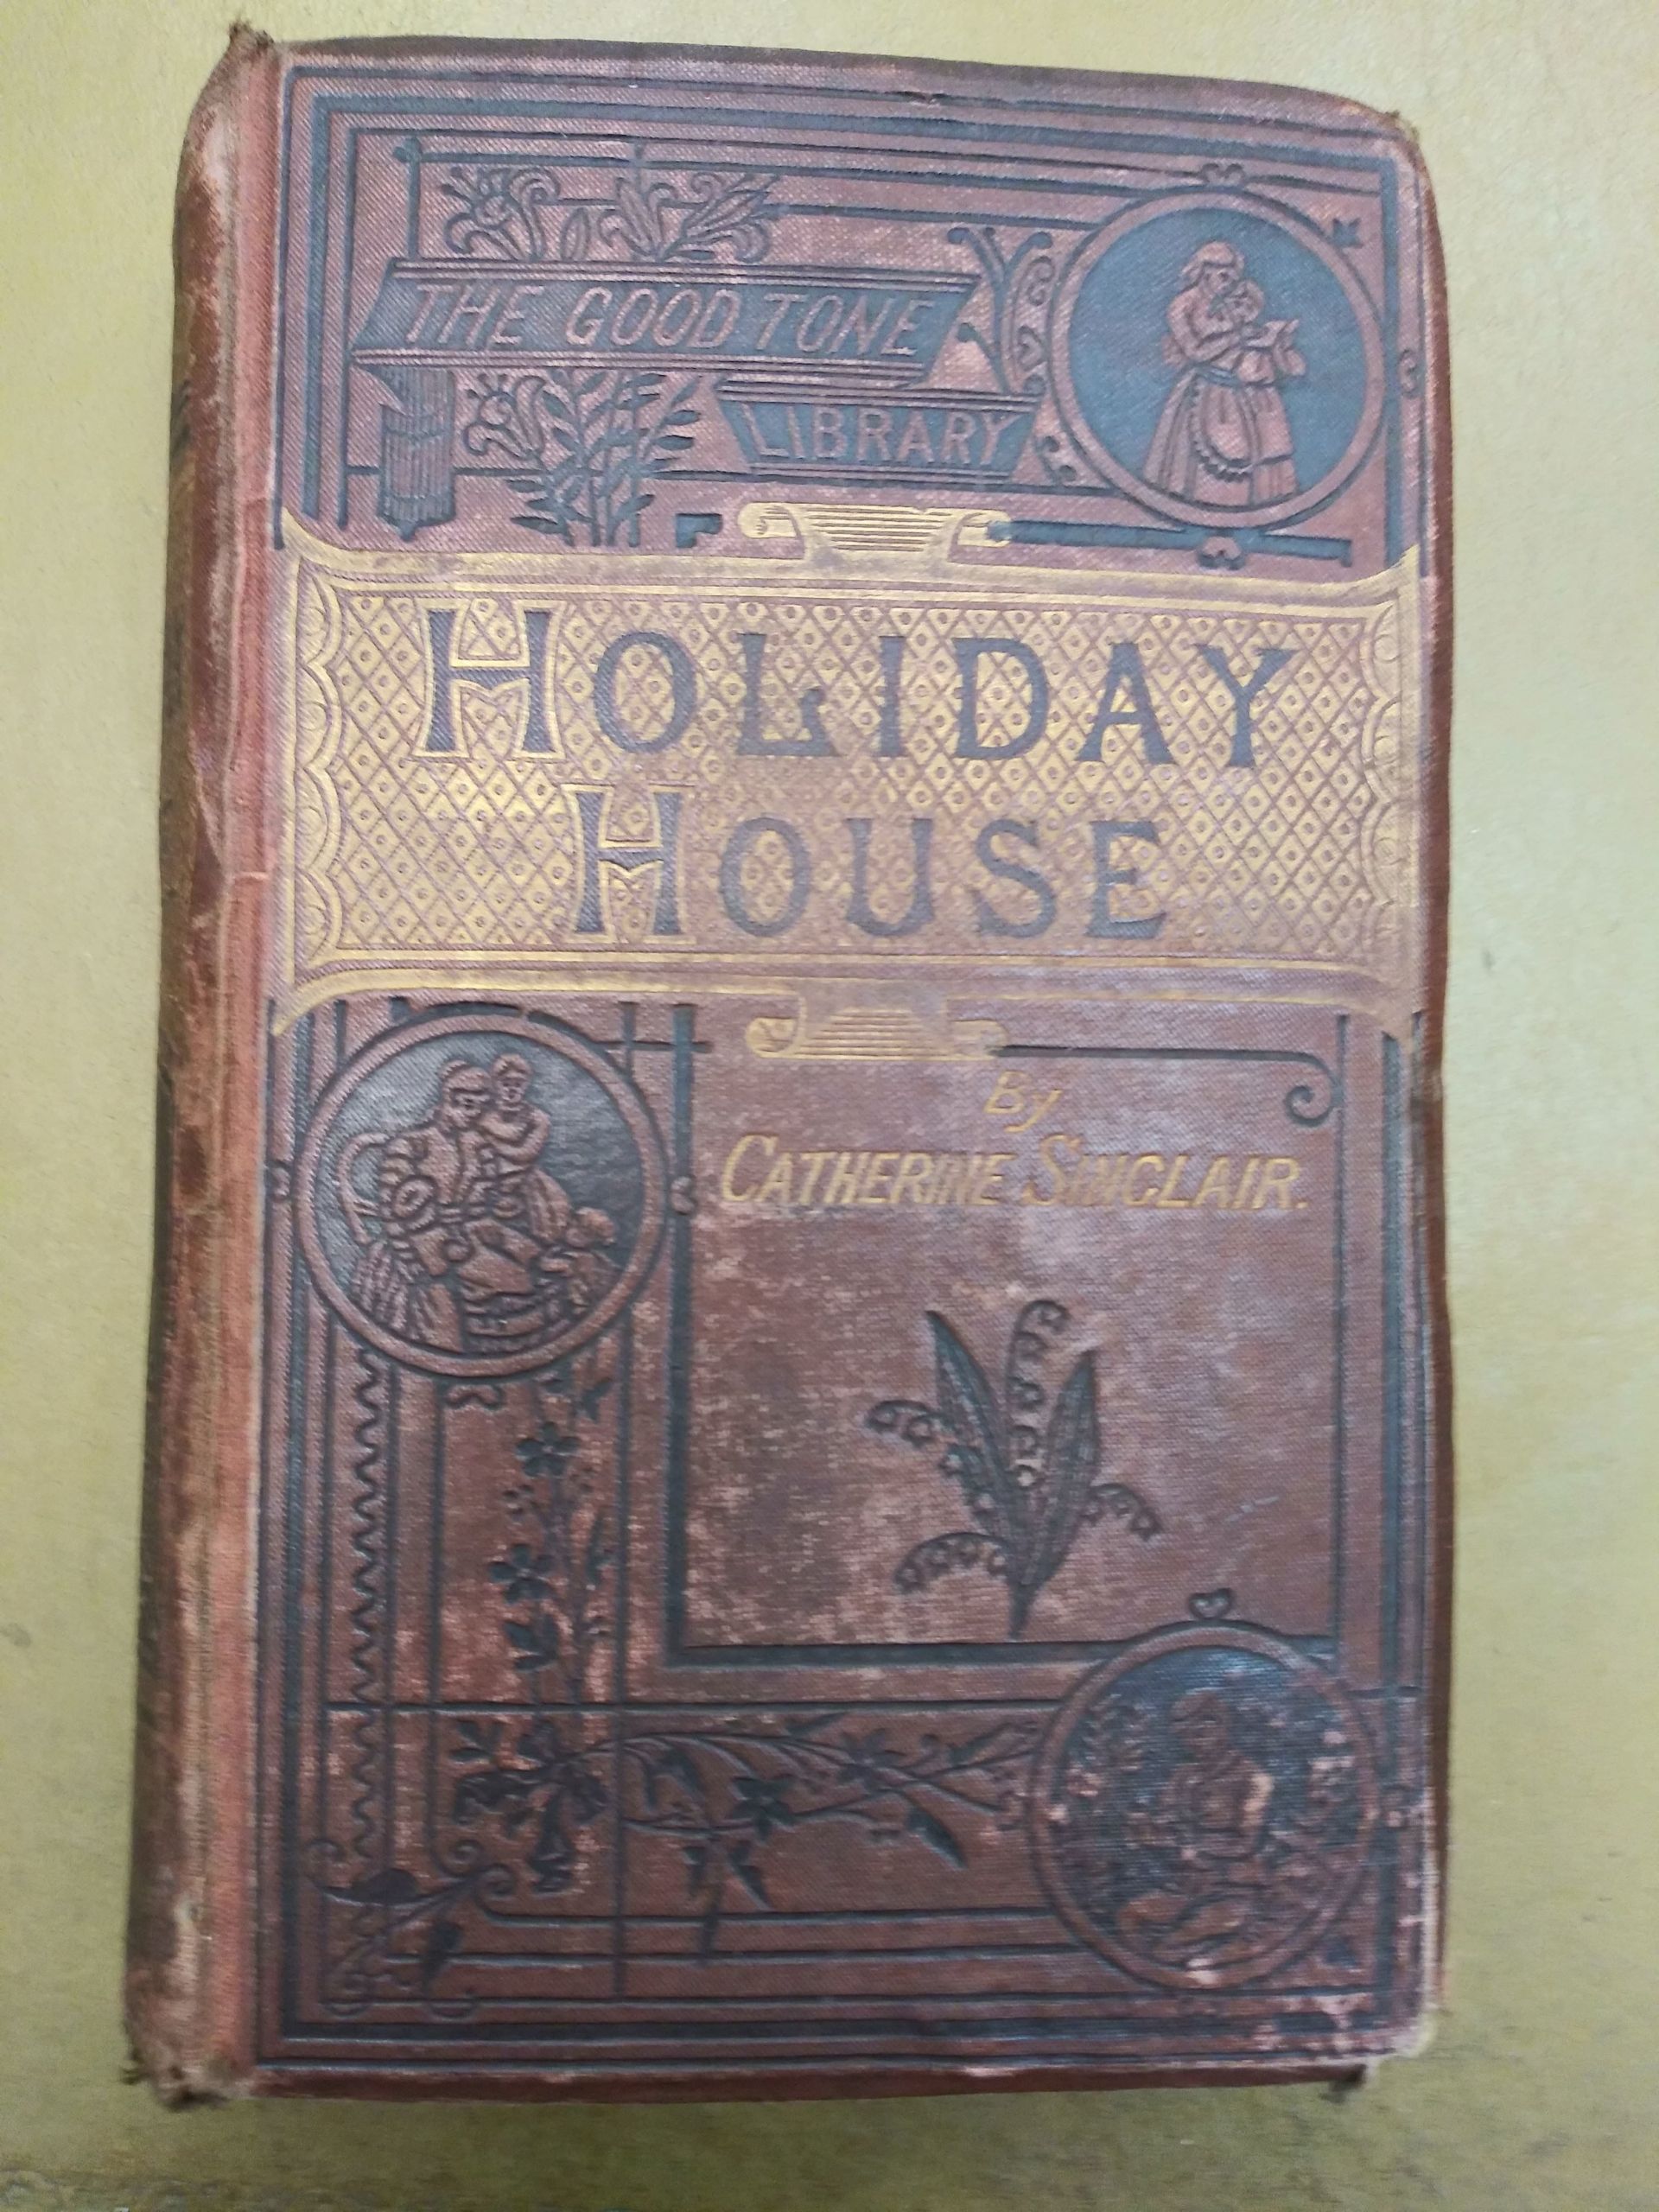 THE GOOD TONE
LIBRARY
HOLIDAY
HOUSE
By
CATHERINE SINCLAIR.